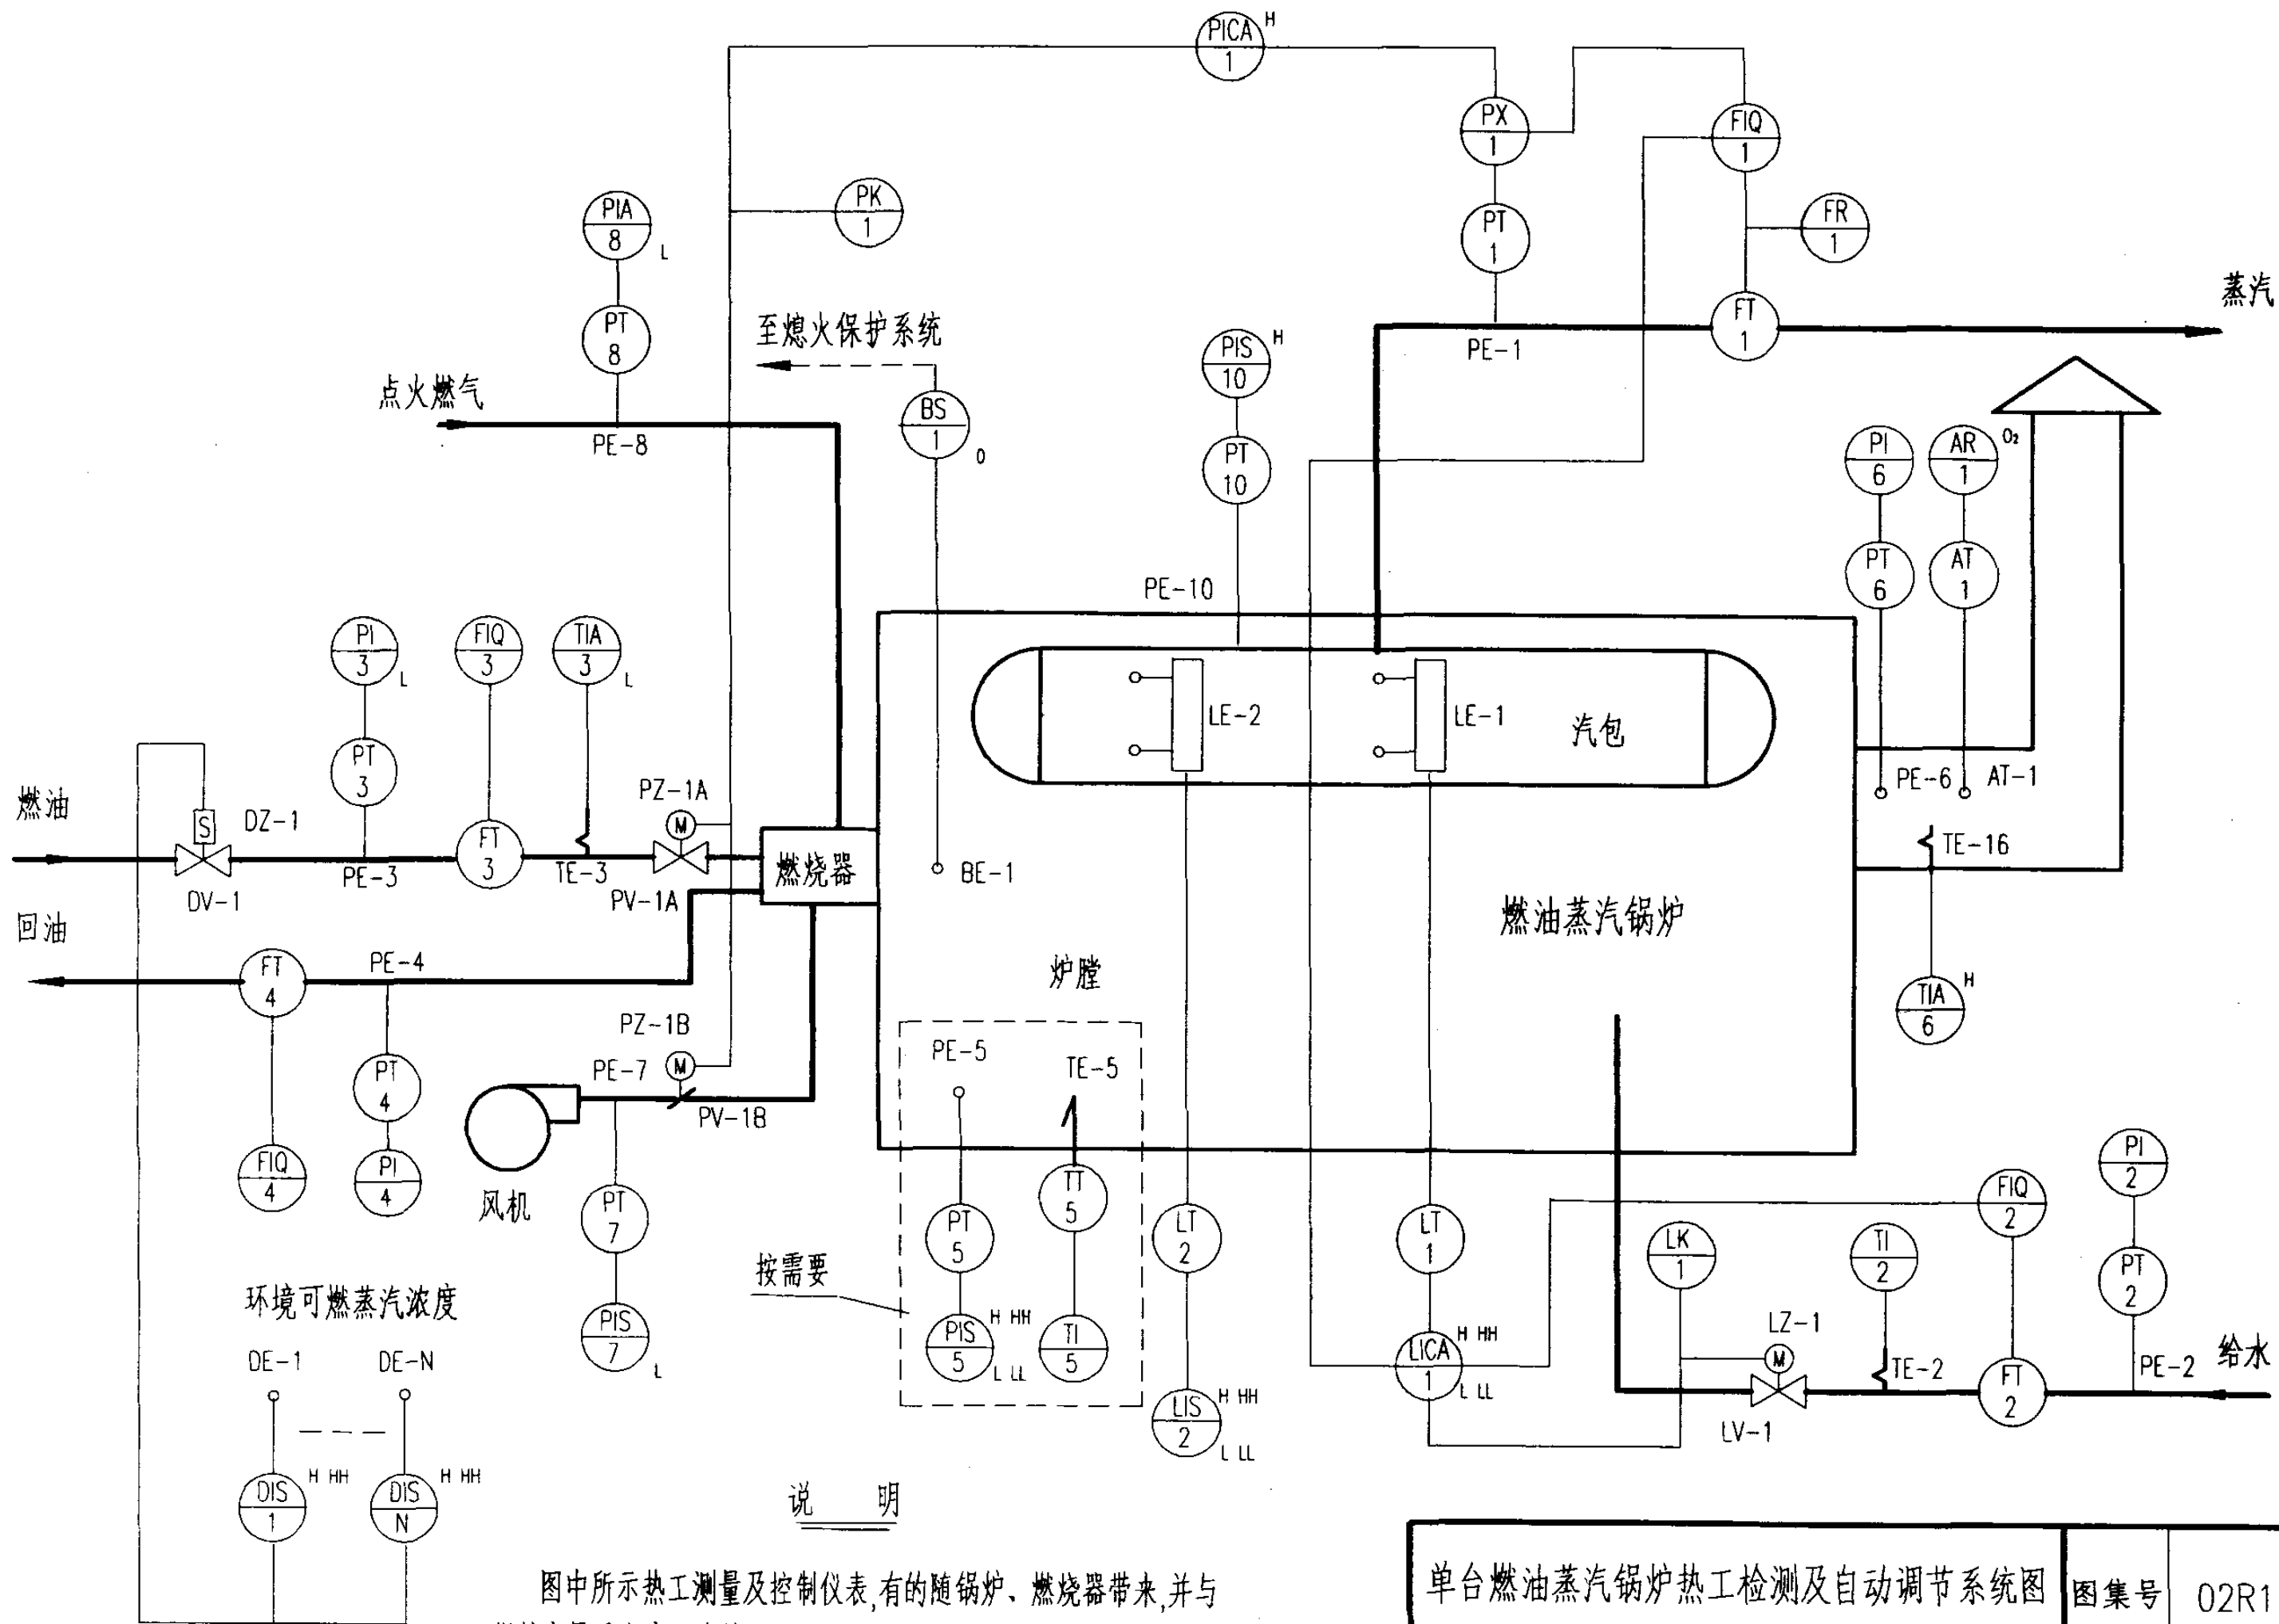 PICA
1
H
PX
1
FIQ
1
PIA
8
L
PK
1
PT
1
FR
1
蒸汽
PT
8
至熄火保护系统
PIS
10
H
PE-1
FT
1
点火燃气
PE-8
BS
1
O
PT
10
PI
6
AR
1
O₂
PT
6
AT
1
PE-10
PI
3
L
FIQ
3
TIA
3
L
LE-2
LE-1
汽包
PT
3
PZ-1A
M
PE-6
AT-1
燃油
S
DZ-1
FT
3
TE-3
PE-3
DV-1
PV-1A
燃烧器
BE-1
TE-16
燃油蒸汽锅炉
回油
FT
4
PE-4
炉膛
TIA
6
H
PZ-1B
M
PE-7
PV-1B
PE-5
TE-5
PT
4
FIQ
4
PI
4
风机
PT
7
TT
5
PT
5
LT
2
LT
1
LK
1
TI
2
FIQ
2
PI
2
PT
2
按需要
环境可燃蒸汽浓度
PIS
7
L
PIS
5
H HH
L LL
TI
5
LICA
1
H HH
L LL
LZ-1
M
TE-2
FT
2
PE-2
给水
DE-1
DE-N
LIS
2
H HH
L LL
LV-1
DIS
1
H HH
DIS
N
H HH
说 明
图中所示热工测量及控制仪表,有的随锅炉、燃烧器带来,并与
单台燃油蒸汽锅炉热工检测及自动调节系统图
图集号
02R1